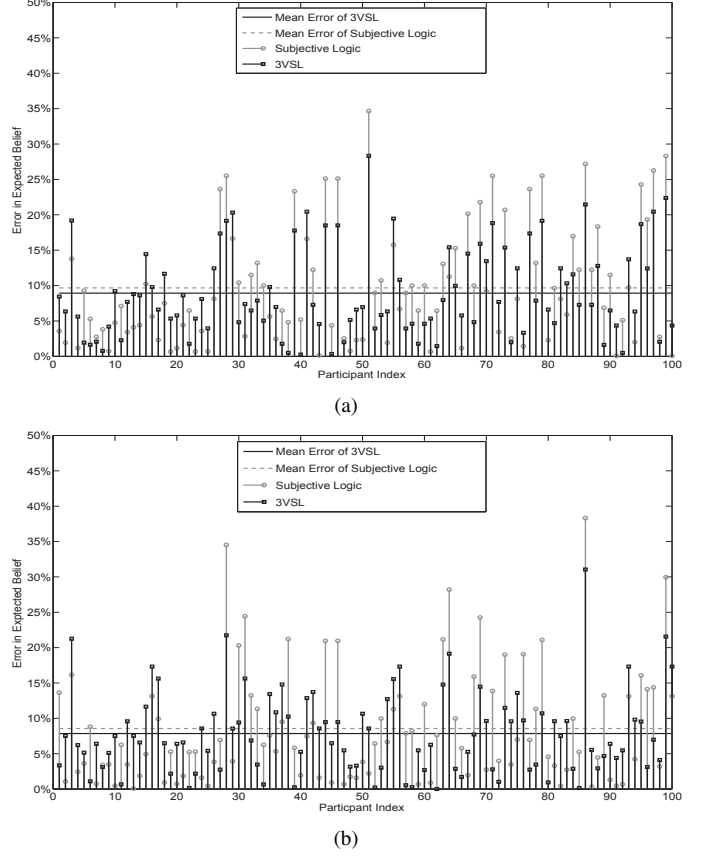 50%
45%
40%
35%
30%
25%
20%
15%
10%
5%
0%
Error in Expected Belief
Mean Error of 3VSL
Mean Error of Subjective Logic
Subjective Logic
3VSL
0 10 20 30 40 50 60 70 80 90 100
Participant Index
(a)
50%
45%
40%
35%
30%
25%
20%
15%
10%
5%
0%
Error in Exptected Belief
Mean Error of 3VSL
Mean Error of Subjective Logic
Subjective Logic
3VSL
0 10 20 30 40 50 60 70 80 90 100
Partricpant Index
(b)